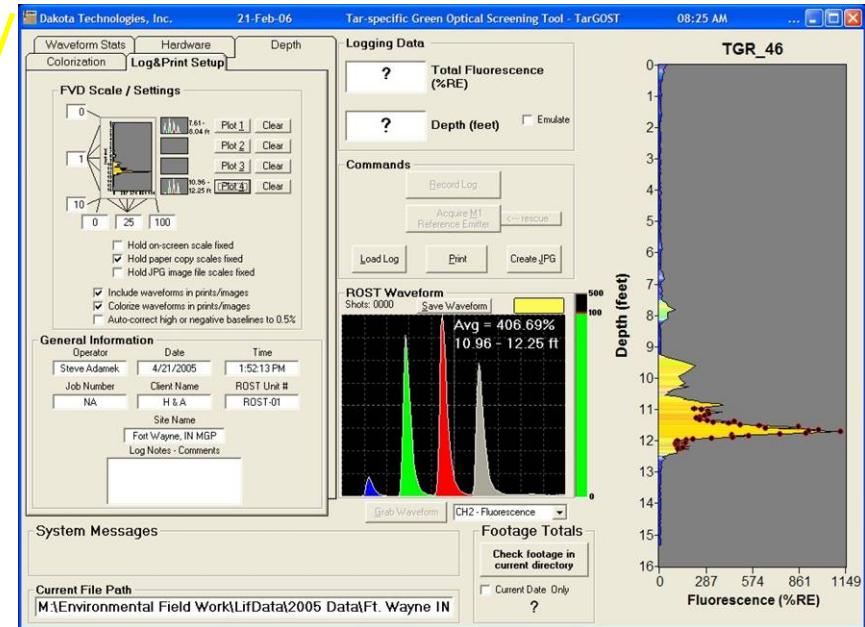 Dakota Technologies, Inc. 21-Feb-06 Tar-specific Green Optical Screening Tool - TarGOST 08:25 AM ...
Waveform Stats Hardware Depth
Colorization Log&Print Setup
FVD Scale / Settings
0
1
10
0 25 100
7.61 -
8.04 ft
Plot 1 Clear
Plot 2 Clear
Plot 3 Clear
10.96 -
12.25 ft
Plot 4 Clear
Hold on-screen scale fixed
Hold paper copy scales fixed
Hold JPG image file scales fixed
Include waveforms in prints/images
Colorize waveforms in prints/images
Auto-correct high or negative baselines to 0.5%
General Information
Operator Date Time
Steve Adamek 4/21/2005 1:52:13 PM
Job Number Client Name ROST Unit #
NA H & A ROST-01
Site Name
Fort Wayne, IN MGP
Log Notes - Comments
Logging Data
? Total Fluorescence
(%RE)
? Depth (feet) Emulate
Commands
Record Log
Acquire M1
Reference Emitter
<-- rescue
Load Log Print Create JPG
ROST Waveform
Shots: 0000 Save Waveform
500
100
0
Avg = 406.69%
10.96 - 12.25 ft
Grab Waveform CH2 - Fluorescence
System Messages
Footage Totals
Check footage in
current directory
Current Date Only
?
Current File Path
M:\Environmental Field Work\LifData\2005 Data\Ft. Wayne IN
TGR_46
Depth (feet)
0
1
2
3
4
5
6
7
8
9
10
11
12
13
14
15
16
0 287 574 861 1149
Fluorescence (%RE)